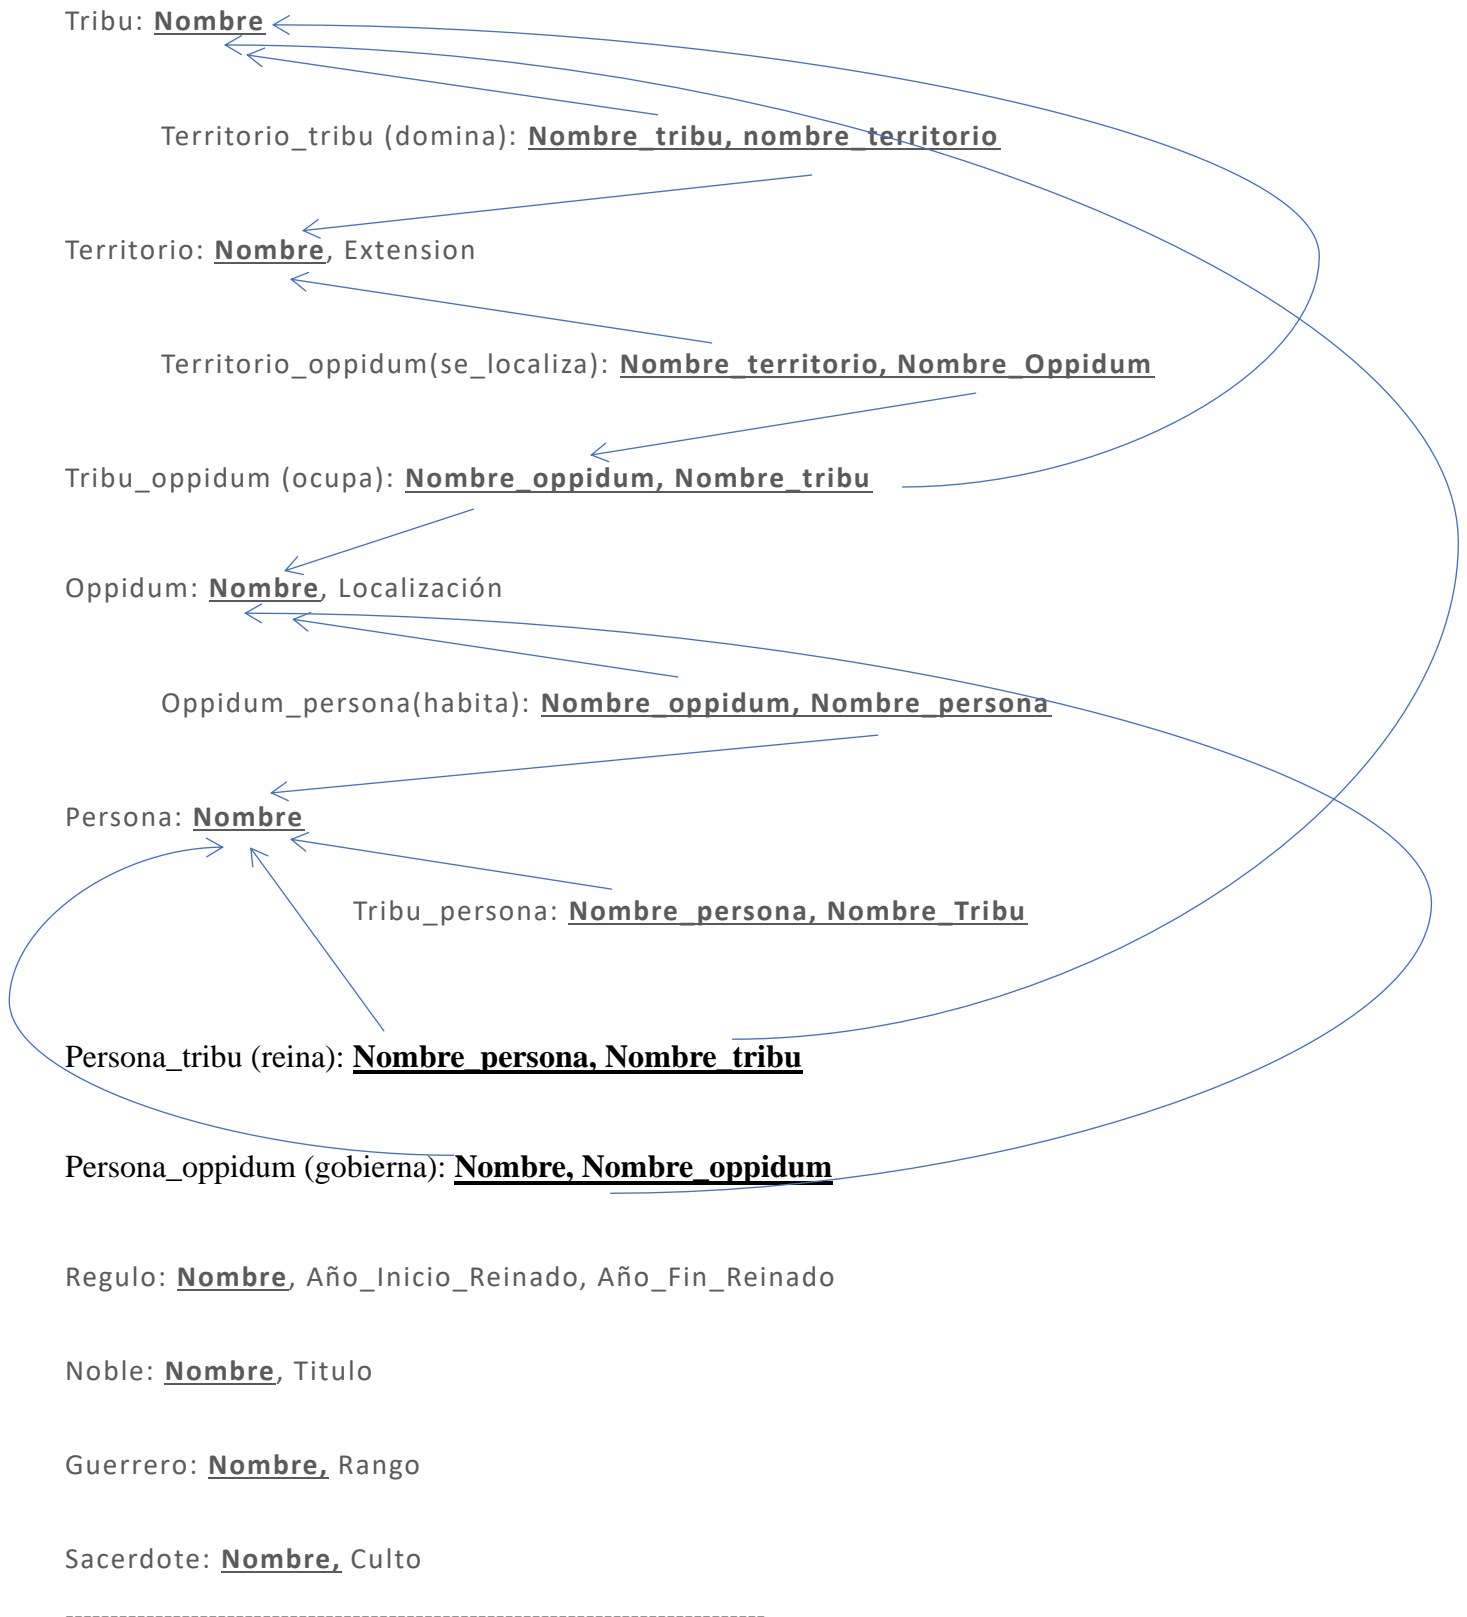 Tribu: Nombre
Territorio_tribu (domina): Nombre_tribu, nombre_territorio
Territorio: Nombre, Extension
Territorio_oppidum(se_localiza): Nombre_territorio, Nombre_Oppidum
Tribu_oppidum (ocupa): Nombre_oppidum, Nombre_tribu
Oppidum: Nombre, Localización
Oppidum_persona(habita): Nombre_oppidum, Nombre_persona
Persona: Nombre
Tribu_persona: Nombre_persona, Nombre_Tribu
Persona_tribu (reina): Nombre_persona, Nombre_tribu
Persona_oppidum (gobierna): Nombre, Nombre_oppidum
Regulo: Nombre, Año_Inicio_Reinado, Año_Fin_Reinado
Noble: Nombre, Titulo
Guerrero: Nombre, Rango
Sacerdote: Nombre, Culto